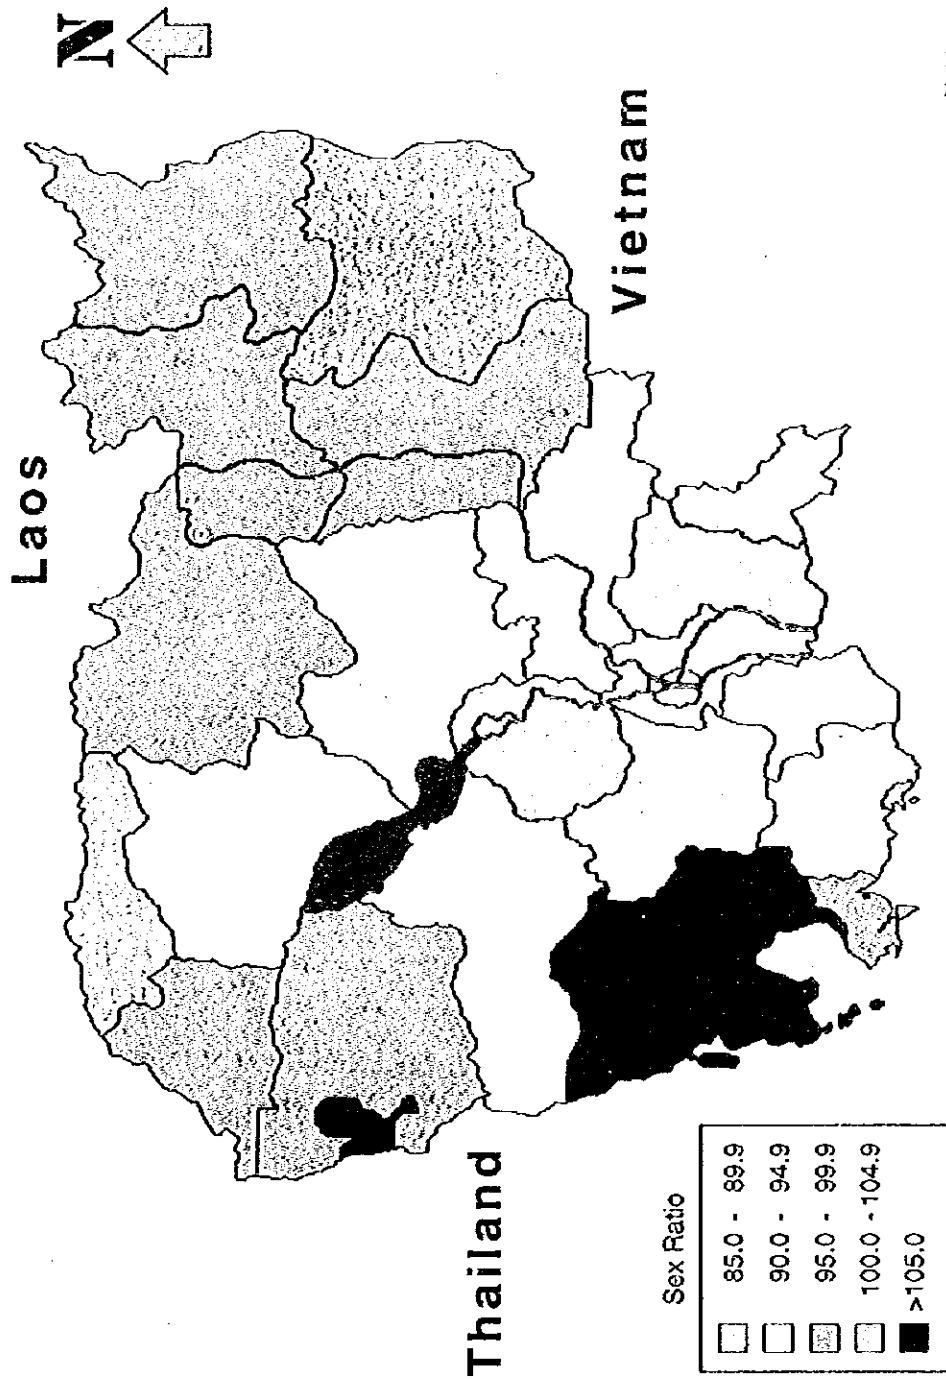 N
Laos
Vietnam
Thailand
Sex Ratio
85.0 - 89.9
90.0 - 94.9
95.0 - 99.9
100.0 - 104.9
>105.0